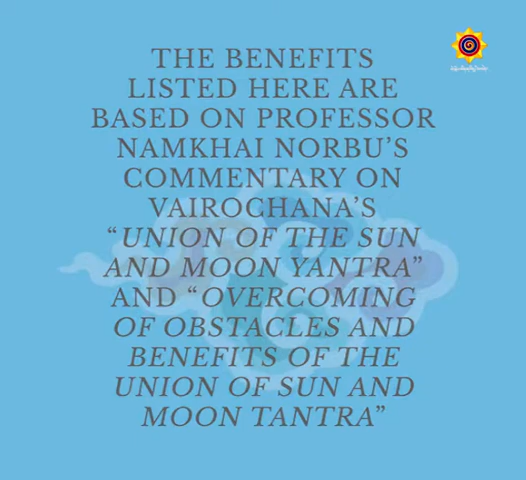 THE BENEFITS
LISTED HERE ARE
BASED ON PROFESSOR
NAMKHAI NORBU’S
COMMENTARY ON
VAIROCHANA’S
“UNION OF THE SUN
AND MOON YANTRA”
AND “OVERCOMING
OF OBSTACLES AND
BENEFITS OF THE
UNION OF SUN AND
MOON TANTRA”